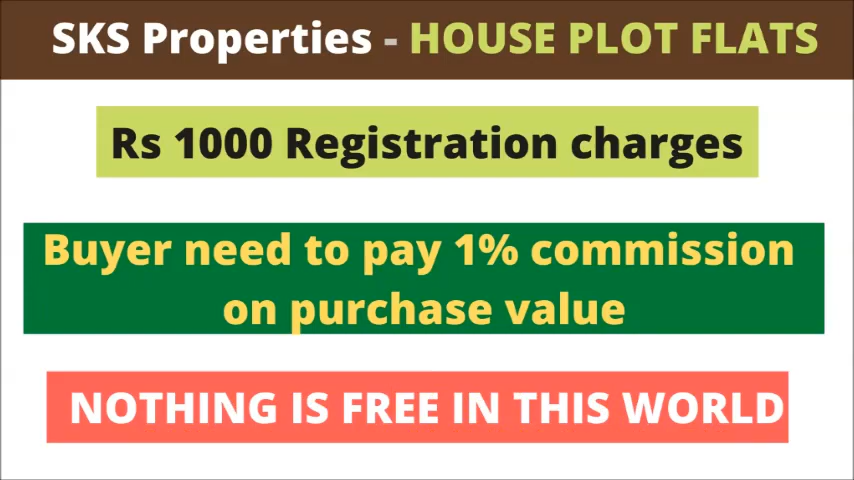 SKS Properties - HOUSE PLOT FLATS
Rs 1000 Registration charges
Buyer need to pay 1% commission
on purchase value
NOTHING IS FREE IN THIS WORLD